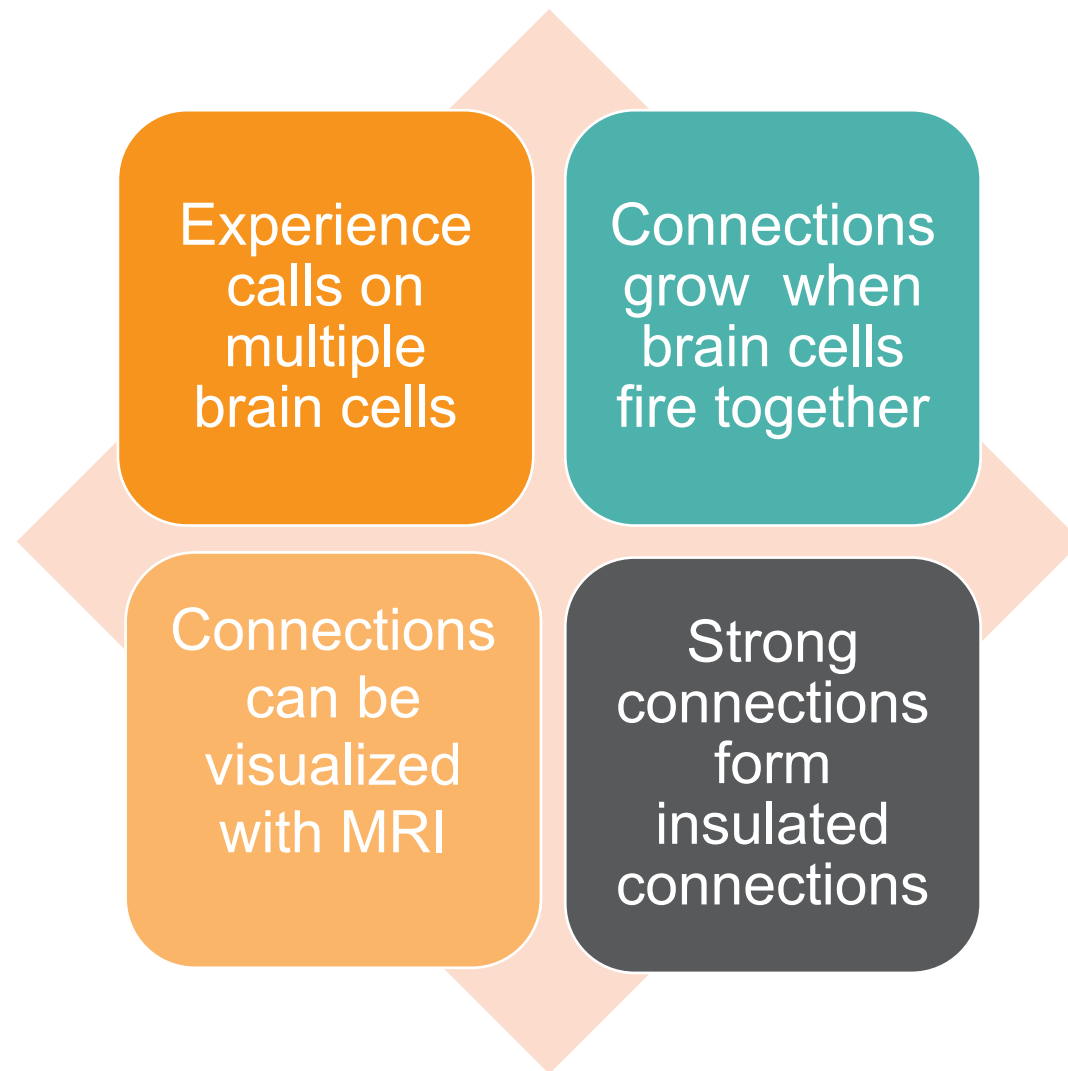 Experience
calls on
multiple
brain cells
Connections
grow  when
brain cells
fire together
Connections
can be
visualized
with MRI
Strong
connections
form
insulated
connections